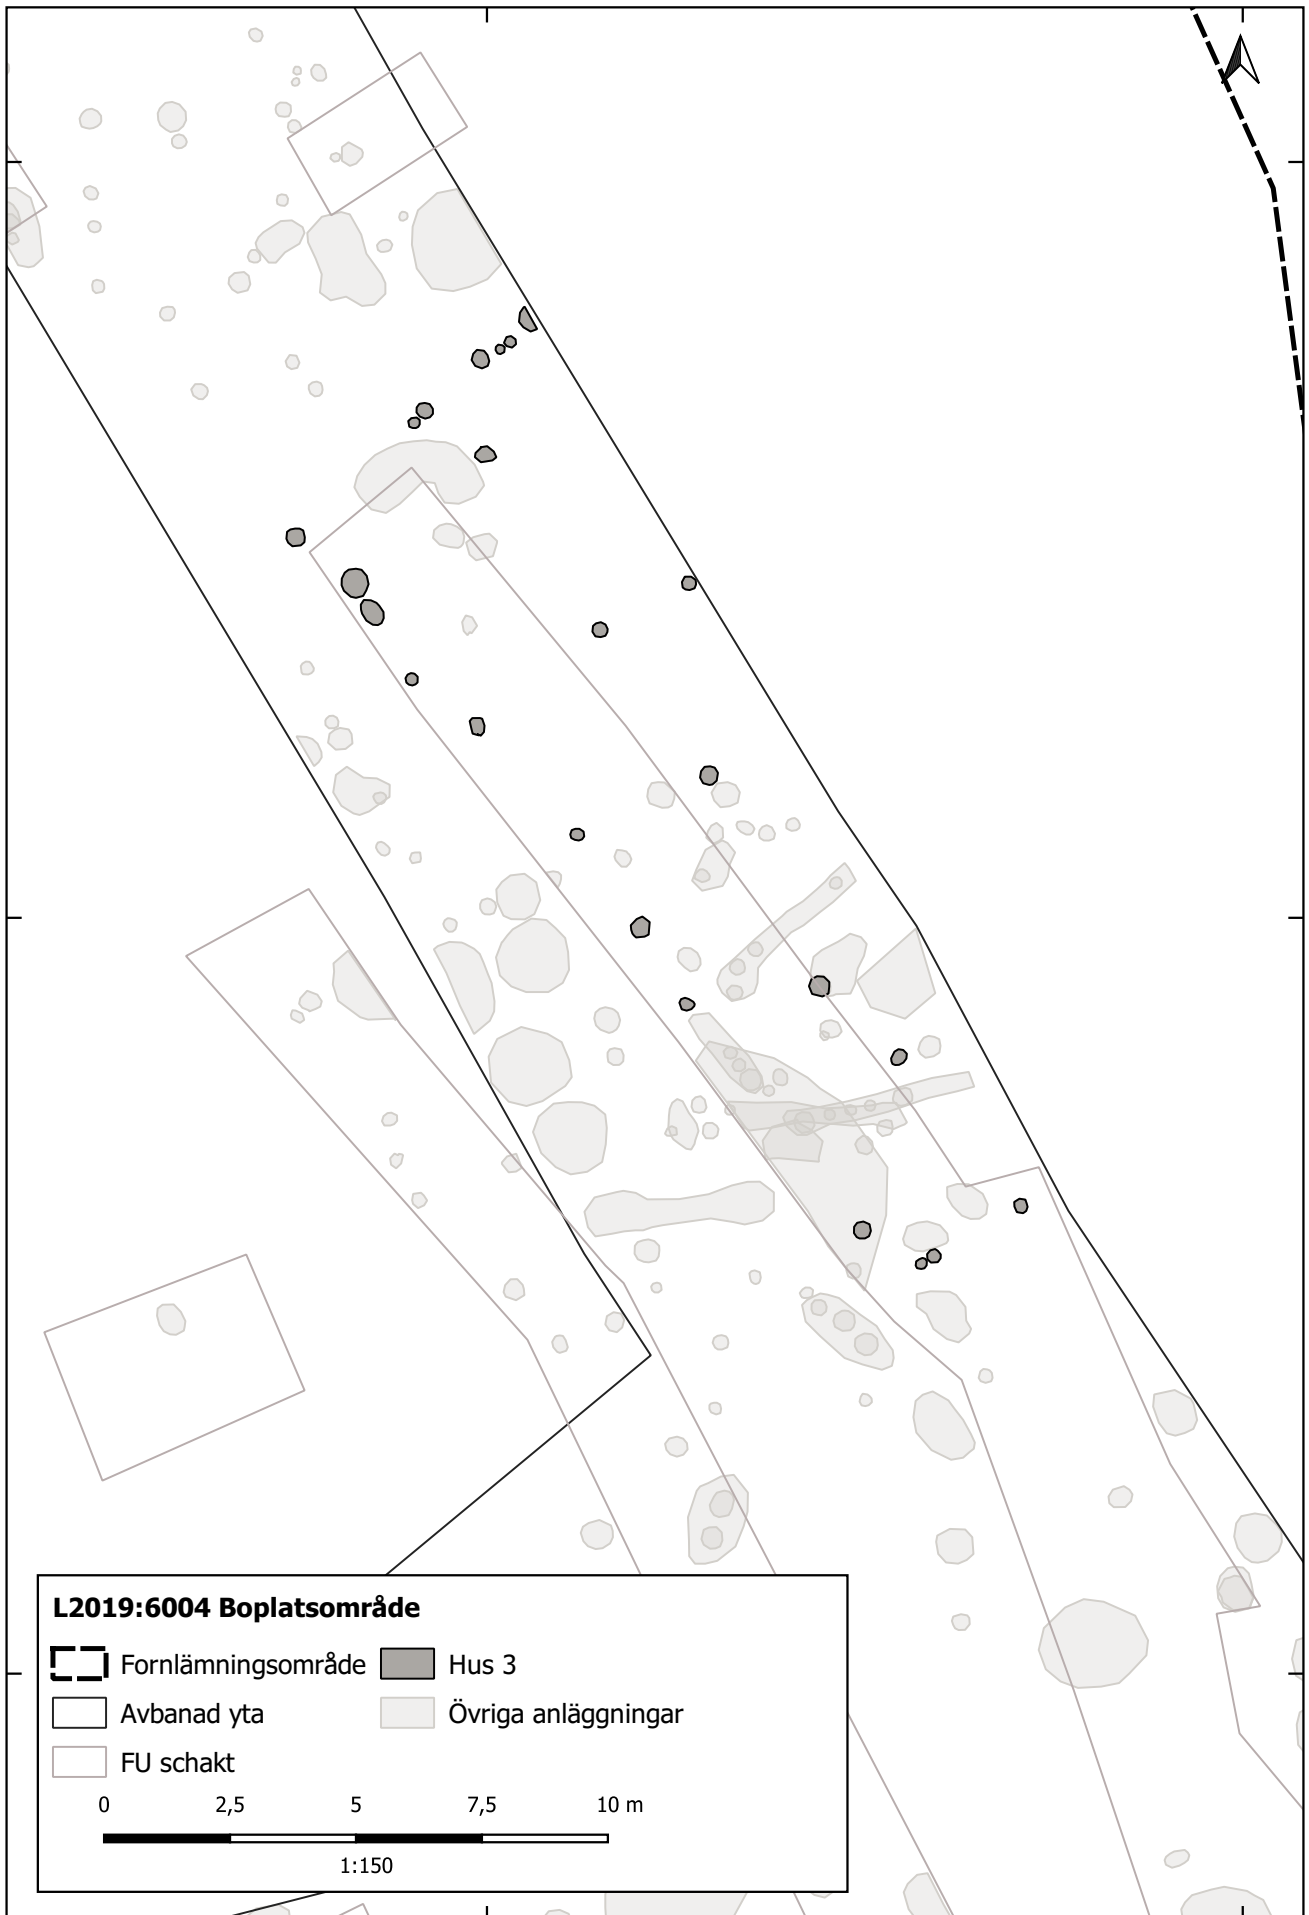 L2019:6004 Boplatsområde
Fornlämningsområde Hus 3
Avbanad yta Övriga anläggningar
FU schakt
0 2,5 5 7,5 10 m
1:150